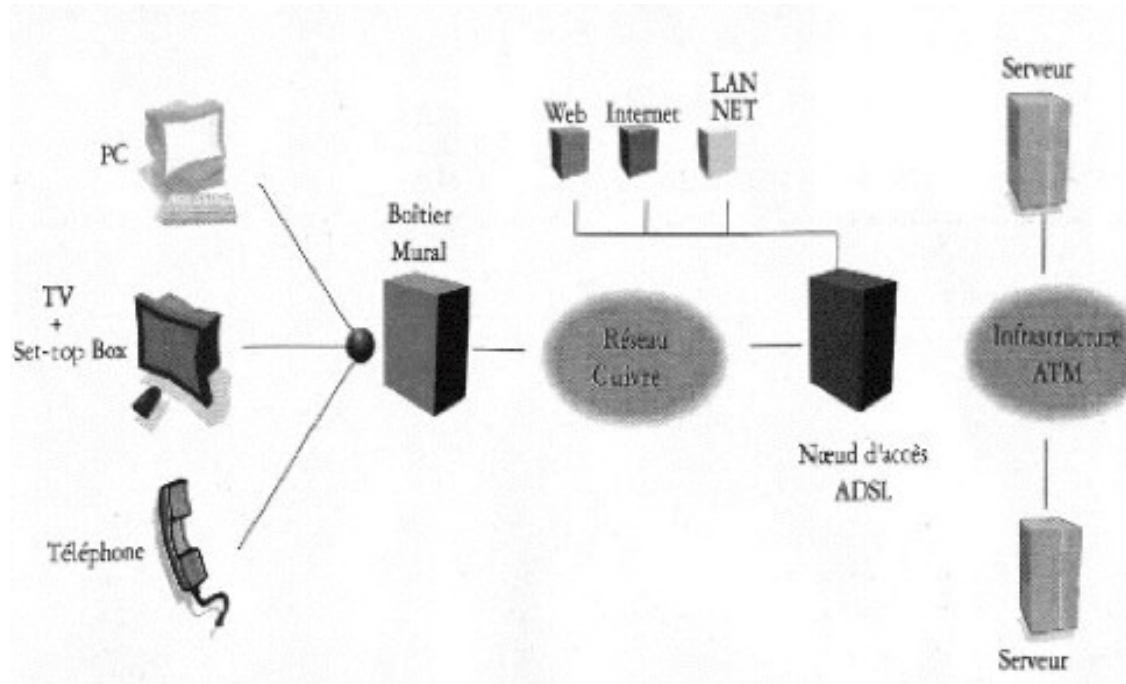 PC
TV
+
Set-top Box
Téléphone
Boîtier
Mural
Web
Internet
LAN
NET
Réseau
Cuivre
Nœud d'accès
ADSL
Serveur
Infrastructure
ATM
Serveur